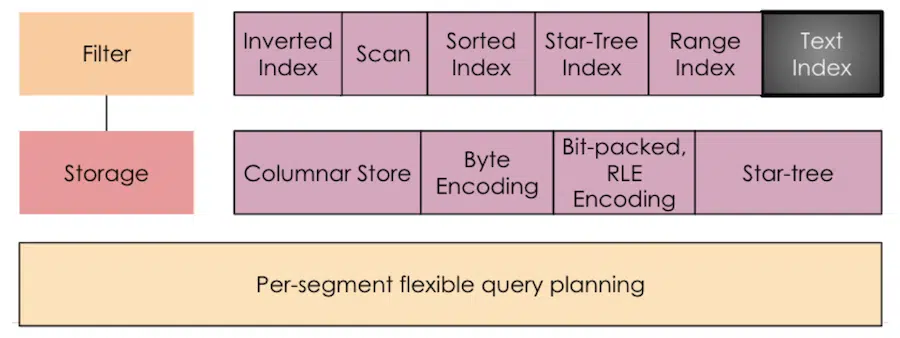 Filter
Inverted
Index
Scan
Sorted
Index
Star-Tree
Index
Range
Index
Text
Index
Storage
Columnar Store
Byte
Encoding
Bit-packed,
RLE
Encoding
Star-tree
Per-segment flexible query planning